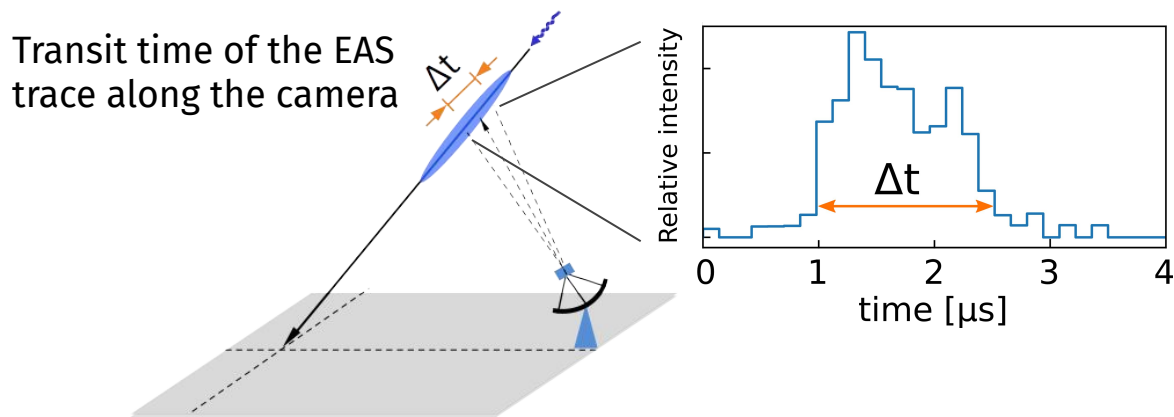 Transit time of the EAS
trace along the camera
Δt
Relative intensity
Δt
0 1 2 3 4
time [μs]